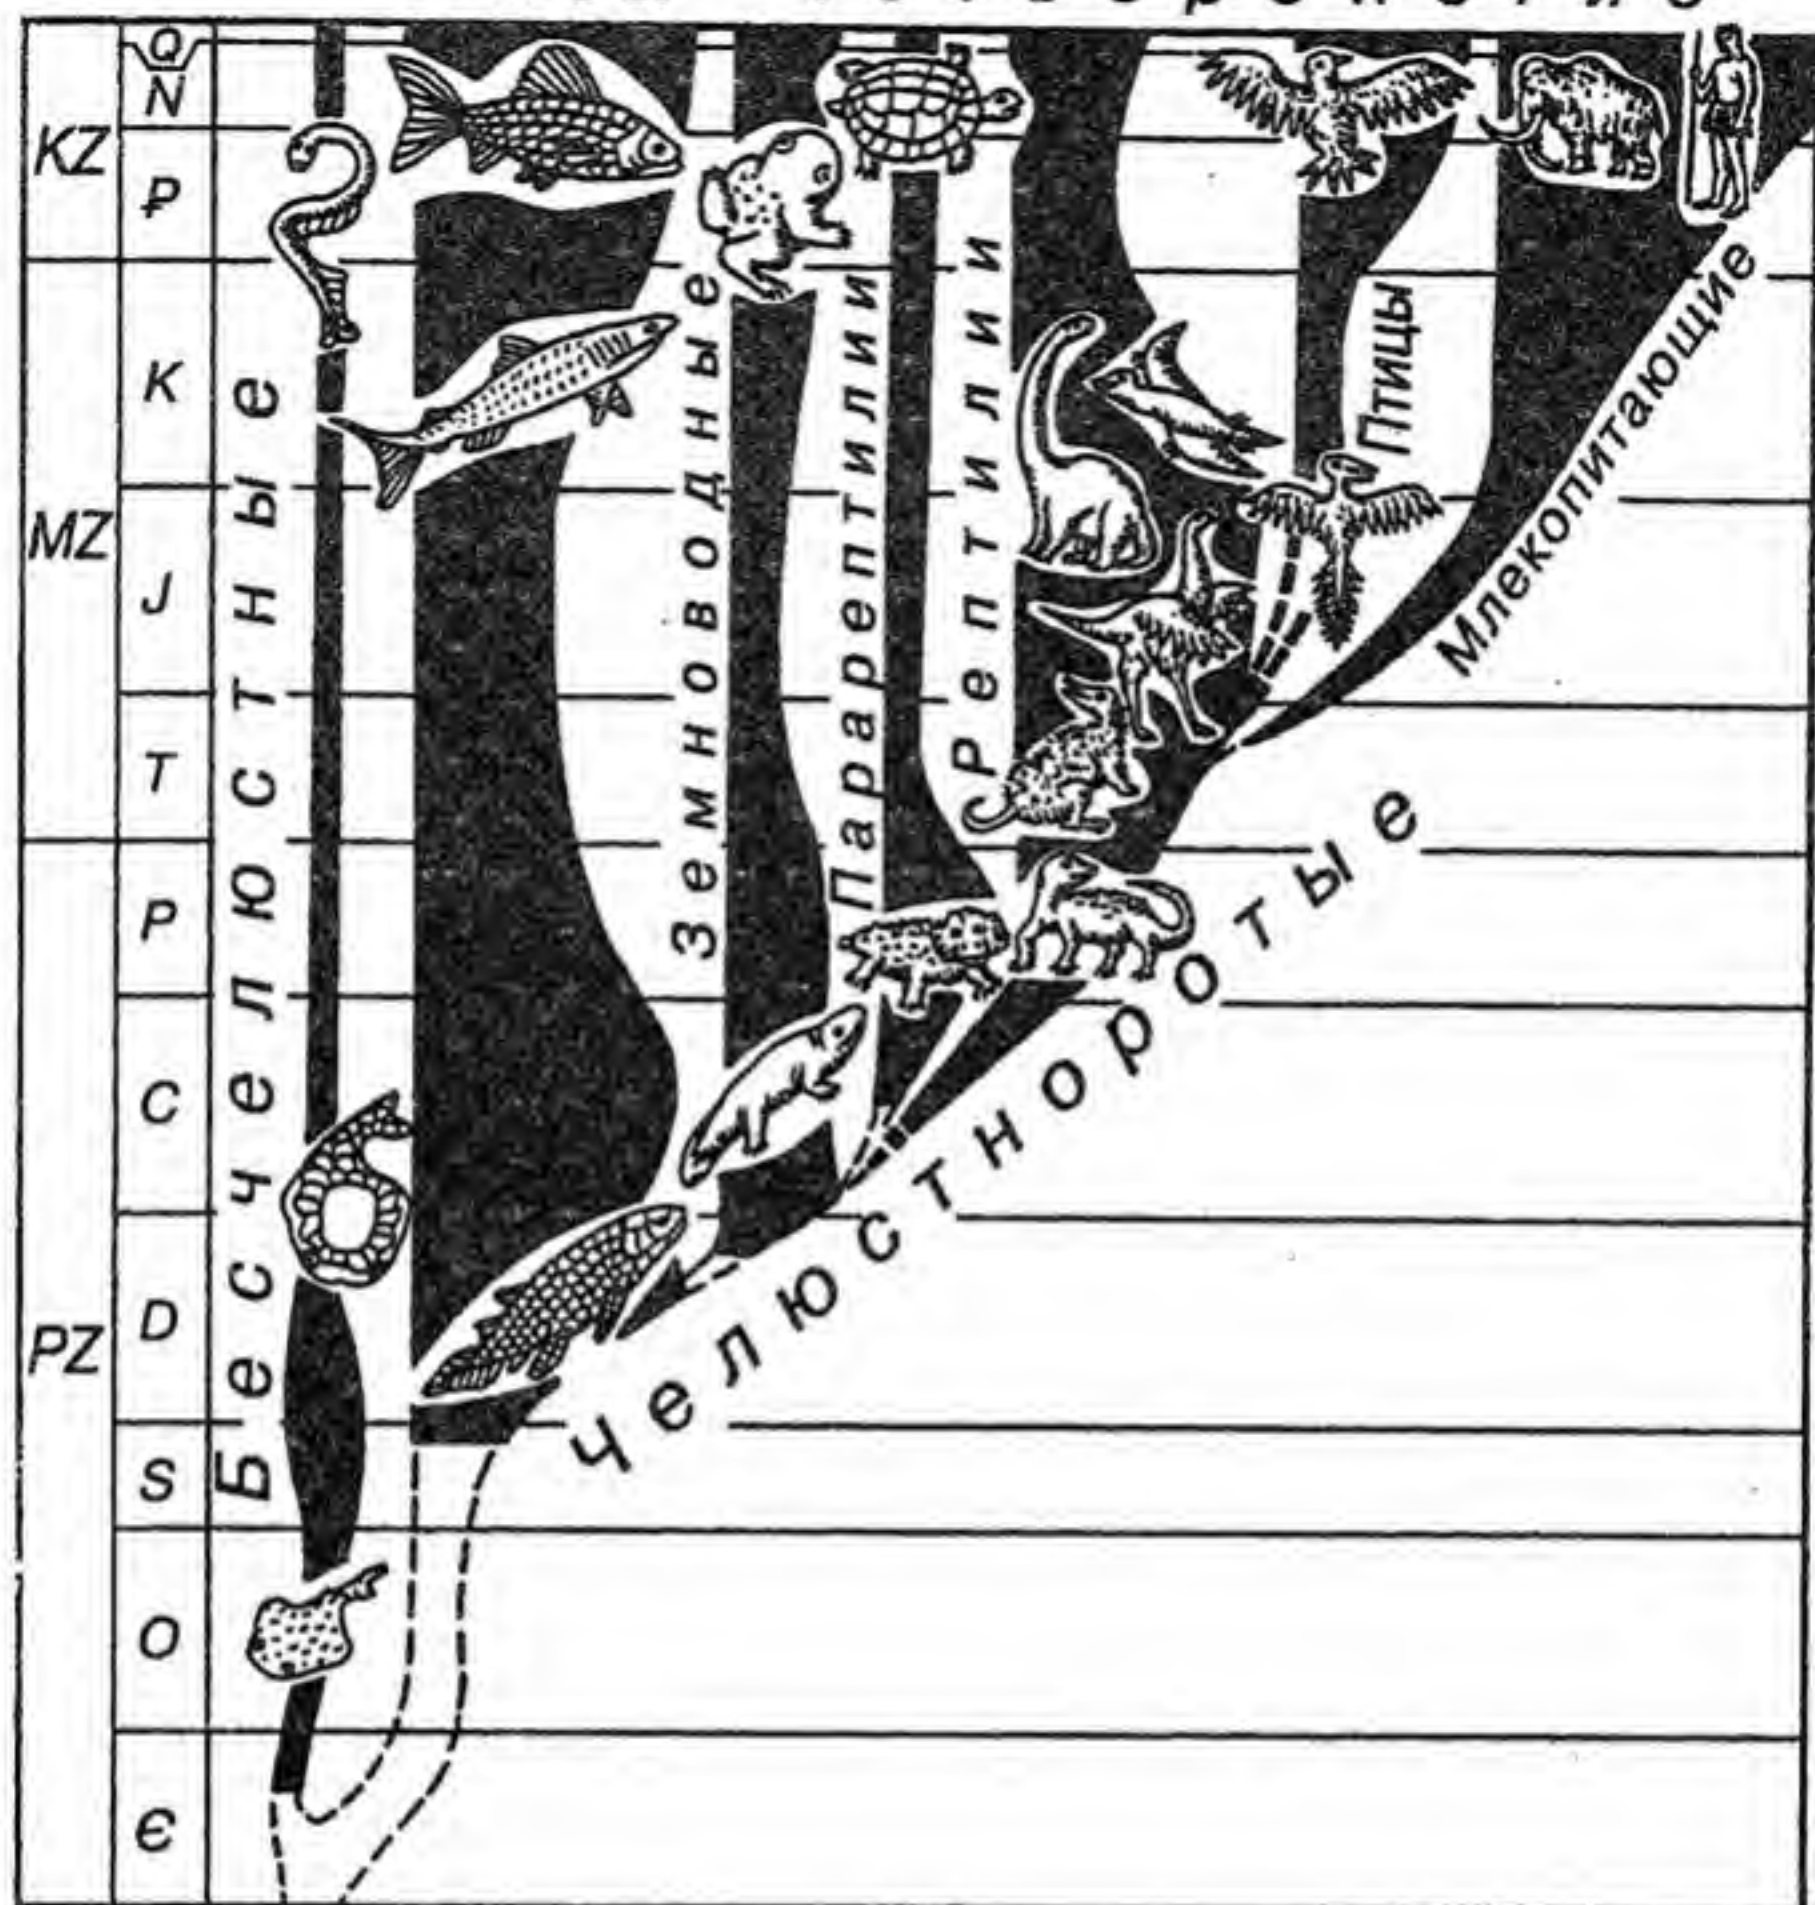 Q
N
KZ
P
K
MZ
J
T
P
C
D
PZ
S
O
Є
Бесчелюстные
Земноводные
Парарептилии
Рептилии
Птицы
Млекопитающие
Челюстноротые